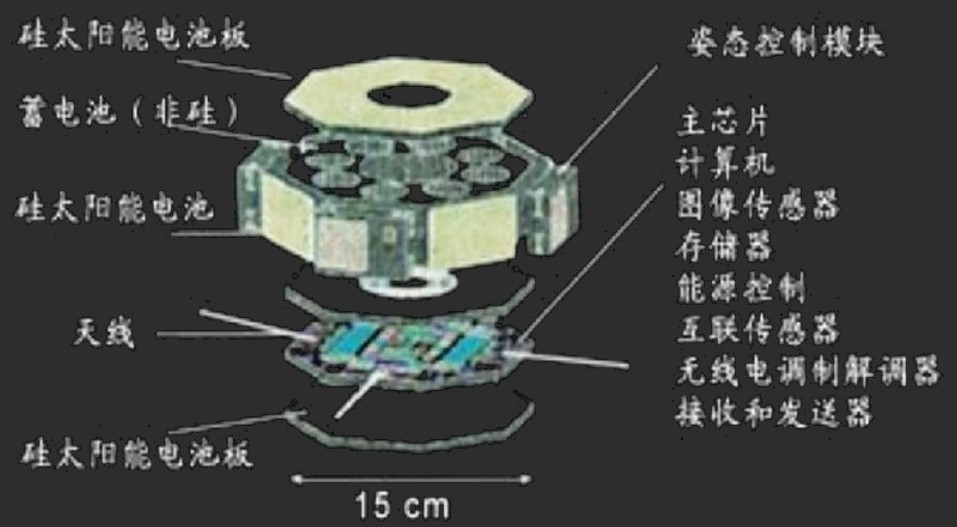 硅太阳能电池板
蓄电池（非硅）
硅太阳能电池
天线
硅太阳能电池板
15 cm
姿态控制模块
主芯片
计算机
图像传感器
存储器
能源控制
互联传感器
无线电调制解调器
接收和发送器